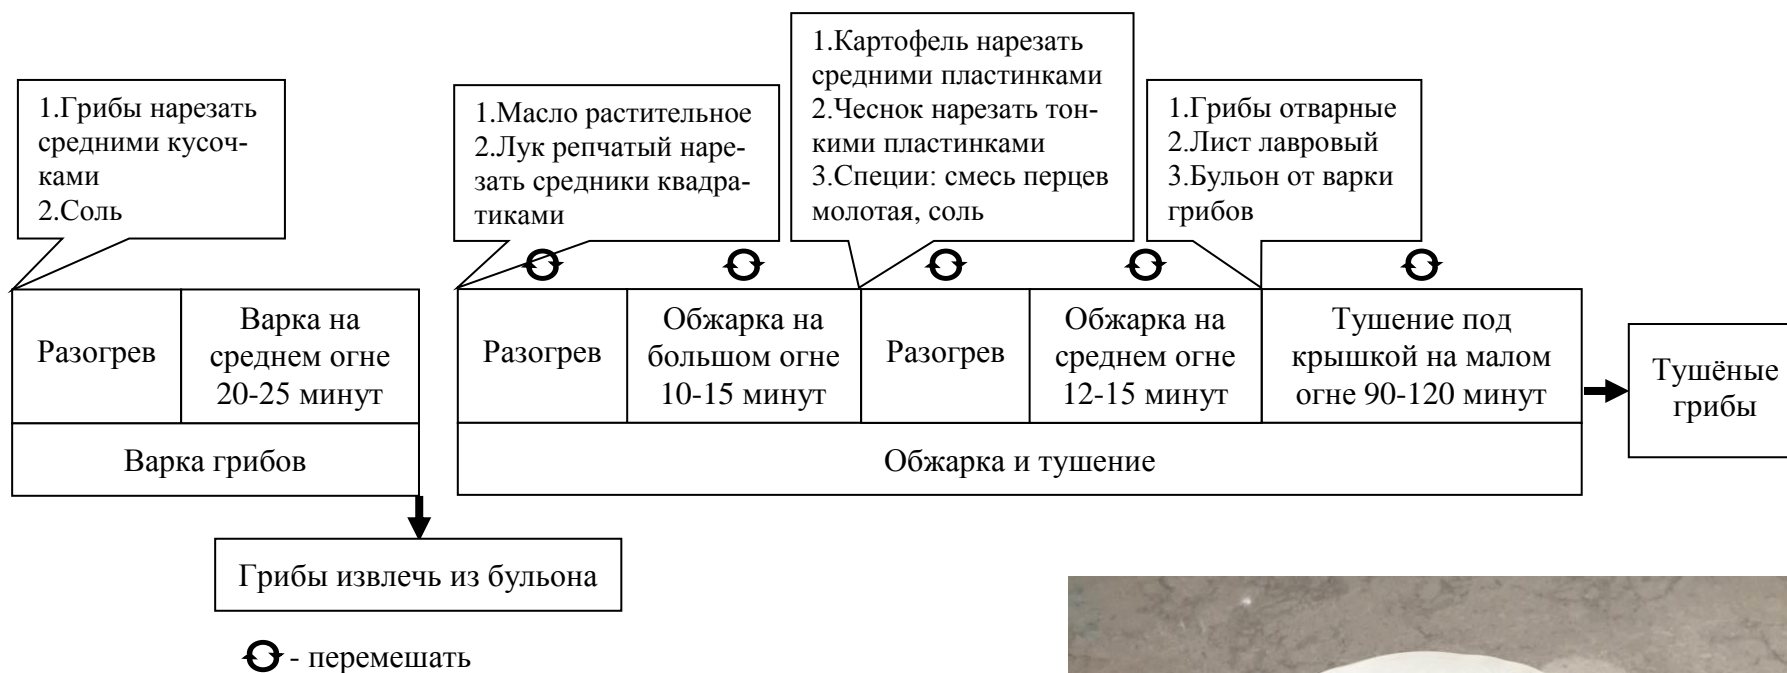 1.Грибы нарезать
средними кусоч-
ками
2.Соль
1.Масло растительное
2.Лук репчатый наре-
зать средники квадра-
тиками
1.Картофель нарезать
средними пластинками
2.Чеснок нарезать тон-
кими пластинками
3.Специи: смесь перцев
молотая, соль
1.Грибы отварные
2.Лист лавровый
3.Бульон от варки
грибов
Разогрев
Варка на
среднем огне
20-25 минут
Варка грибов
Разогрев
Обжарка на
большом огне
10-15 минут
Разогрев
Обжарка на
среднем огне
12-15 минут
Тушение под
крышкой на малом
огне 90-120 минут
Обжарка и тушение
Тушёные
грибы
Грибы извлечь из бульона
- перемешать